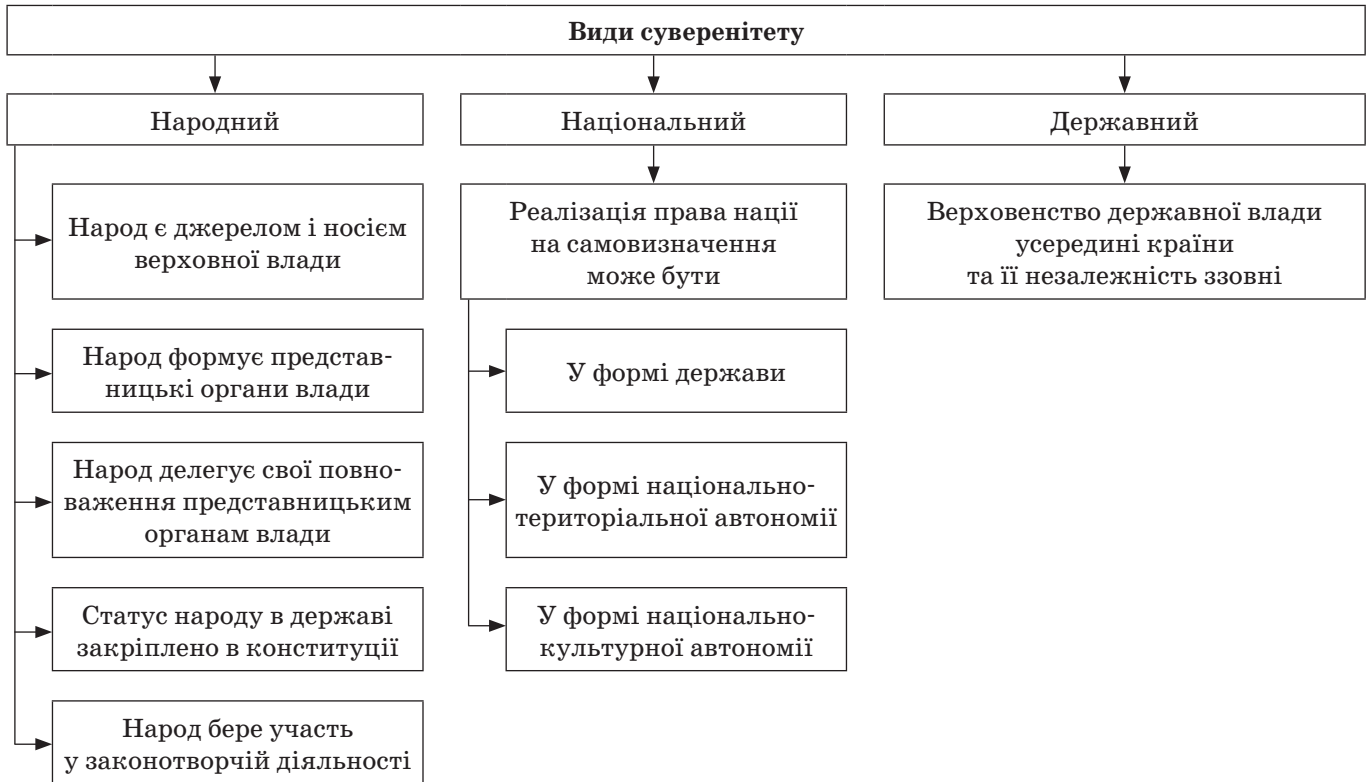 Види суверенітету
Народний
Національний
Державний
Народ є джерелом і носієм
верховної влади
Народ формує представ-
ницькі органи влади
Народ делегує свої повно-
важення представницьким
органам влади
Статус народу в державі
закріплено в конституції
Народ бере участь
у законотворчій діяльності
Реалізація права нації
на самовизначення
може бути
У формі держави
У формі національно-
територіальної автономії
У формі національно-
культурної автономії
Верховенство державної влади
усередині країни
та її незалежність ззовні